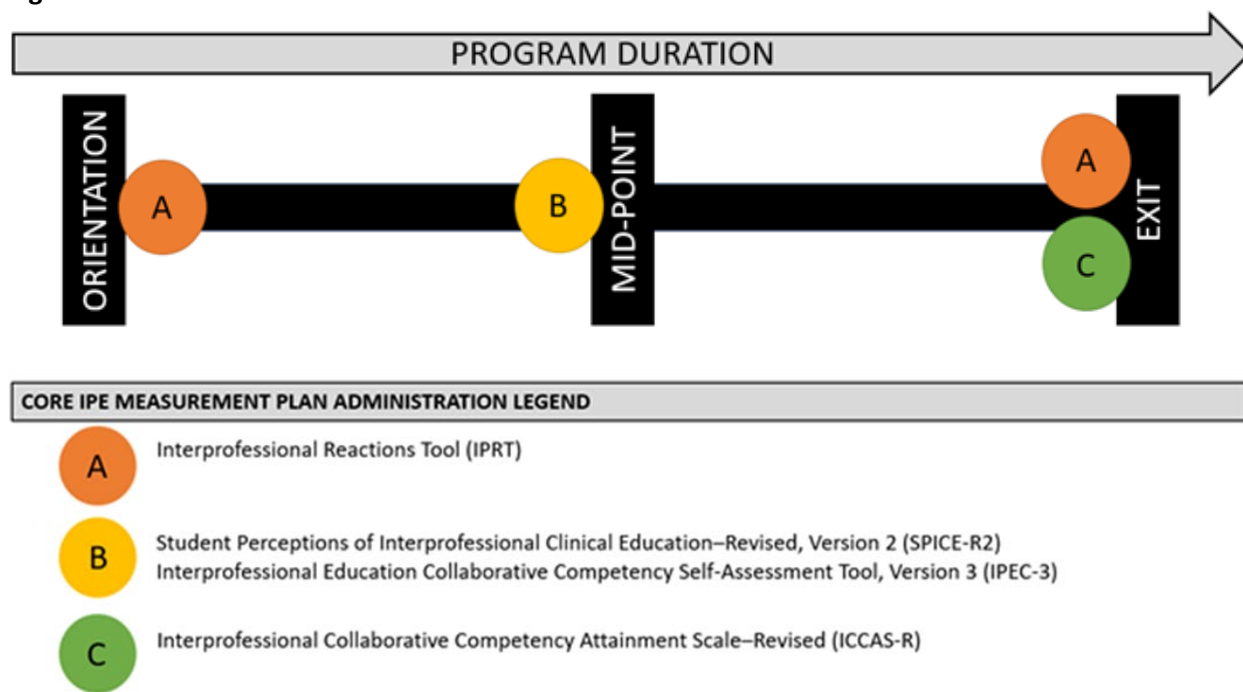 PROGRAM DURATION
ORIENTATION
A
B
MID-POINT
A
C
EXIT
CORE IPE MEASUREMENT PLAN ADMINISTRATION LEGEND
A
Interprofessional Reactions Tool (IPRT)
B
Student Perceptions of Interprofessional Clinical Education–Revised, Version 2 (SPICE-R2)
Interprofessional Education Collaborative Competency Self-Assessment Tool, Version 3 (IPEC-3)
C
Interprofessional Collaborative Competency Attainment Scale–Revised (ICCAS-R)